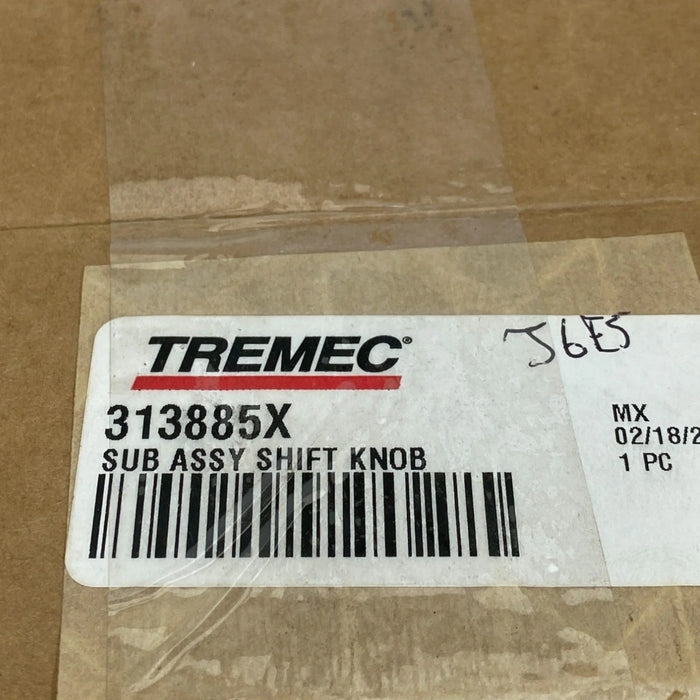 TREMEC®
J6E5
313885X
SUB ASSY SHIFT KNOB
MX
02/18/2
1 PC